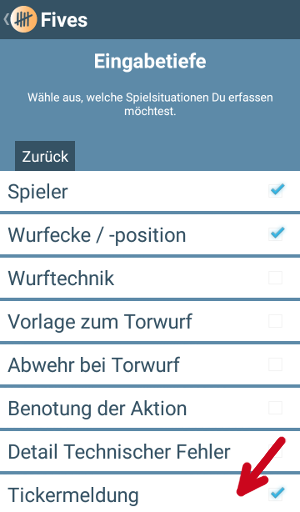 Fives
Eingabetiefe
Wähle aus, welche Spielsituationen Du erfassen
möchtest.
Zurück
Spieler
Wurfecke / -position
Wurftechnik
Vorlage zum Torwurf
Abwehr bei Torwurf
Benotung der Aktion
Detail Technischer Fehler
Tickermeldung